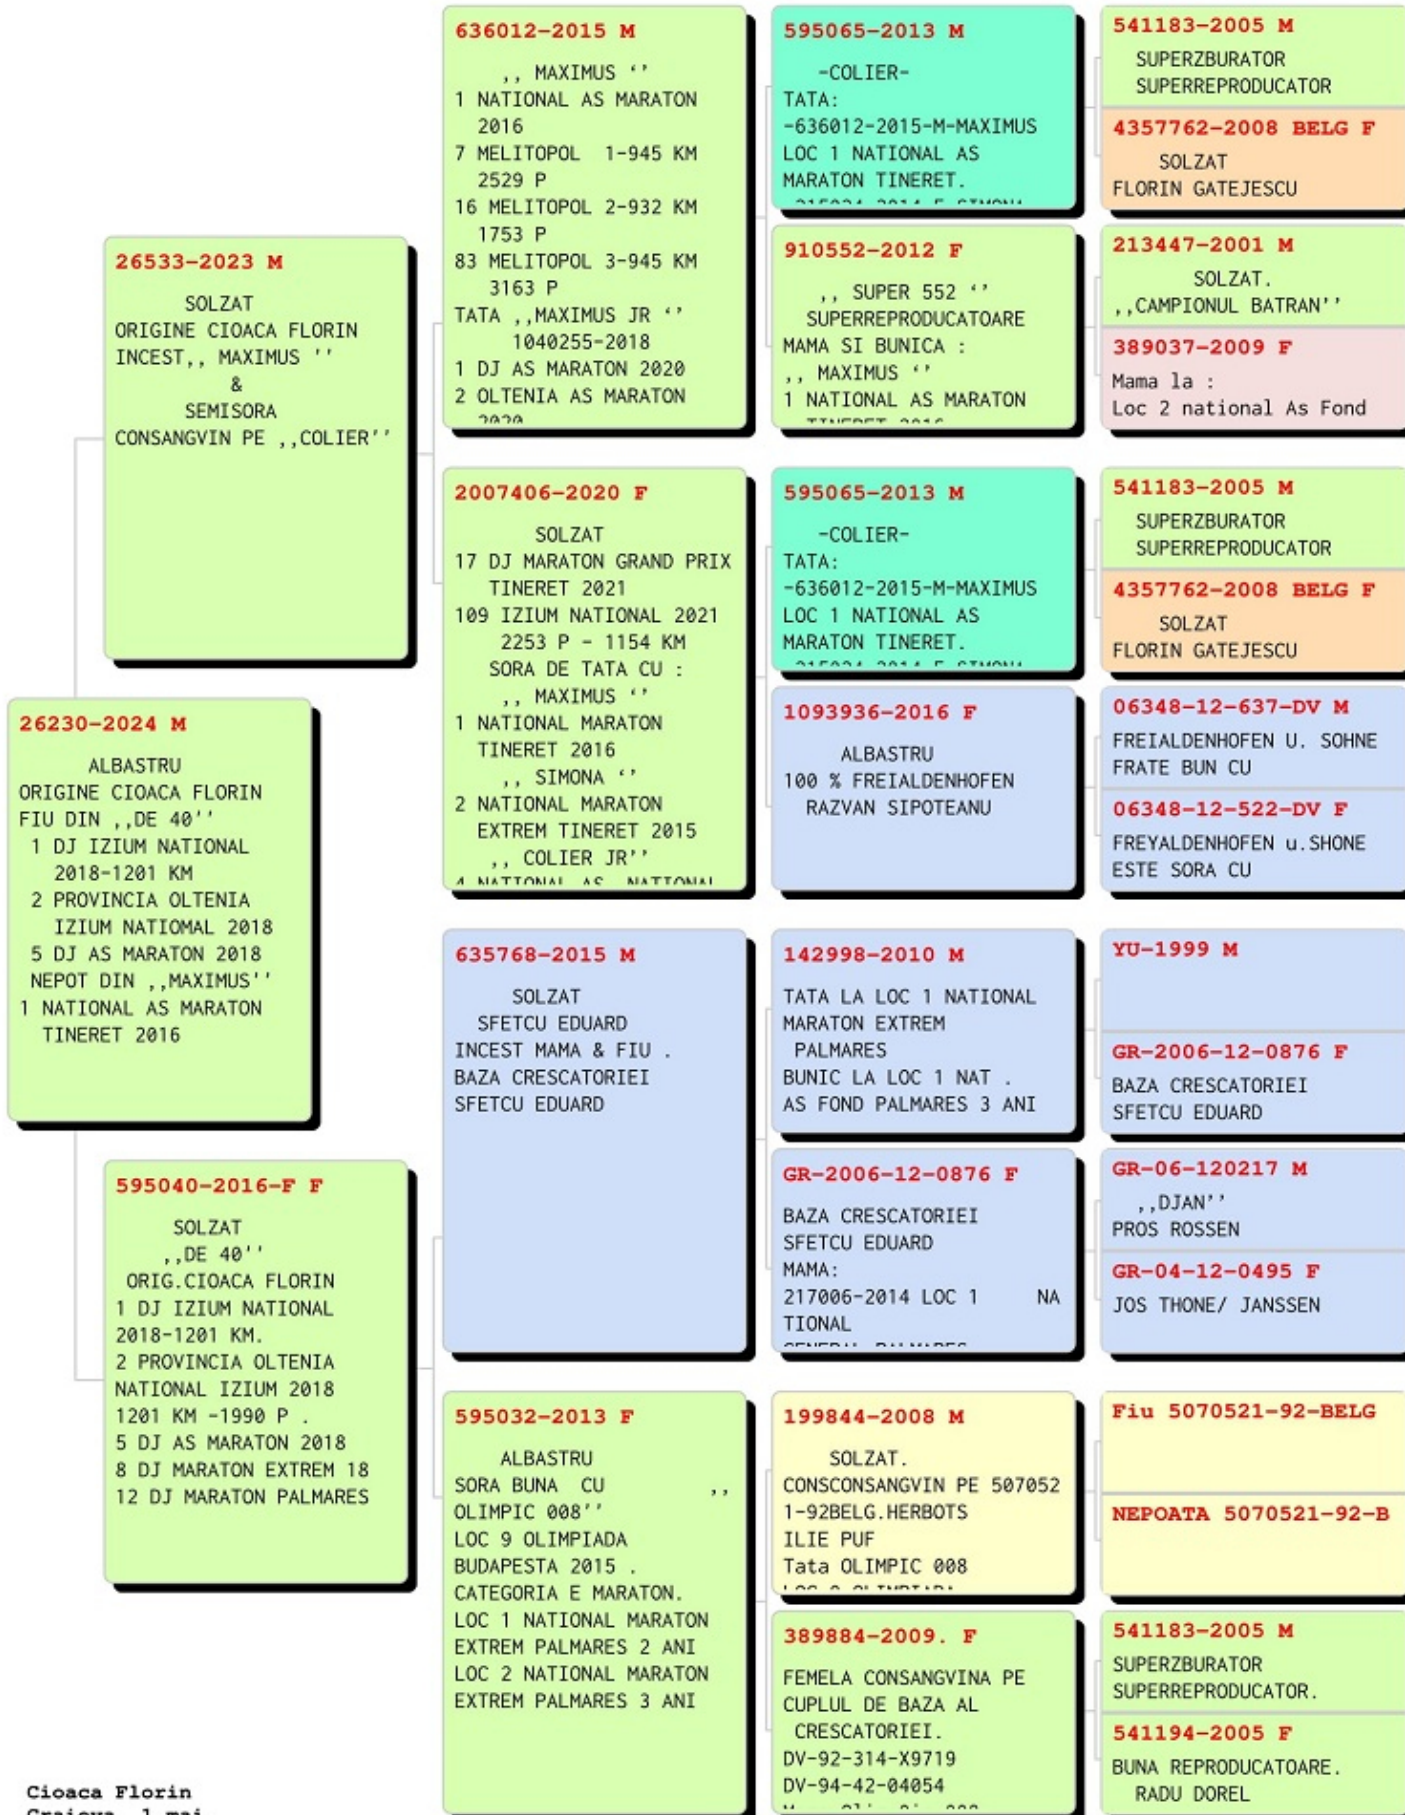 26230-2024 M
ALBASTRU
ORIGINE CIOACA FLORIN
FIU DIN ,,DE 40''
1 DJ IZIUM NATIONAL
2018-1201 KM
2 PROVINCIA OLTENIA
IZIUM NATIOMAL 2018
5 DJ AS MARATON 2018
NEPOT DIN ,,MAXIMUS''
1 NATIONAL AS MARATON
TINERET 2016
26533-2023 M
SOLZAT
ORIGINE CIOACA FLORIN
INCEST,, MAXIMUS ''
&
SEMISORA
CONSANGVIN PE ,,COLIER''
595040-2016-F F
SOLZAT
,,DE 40''
ORIG.CIOACA FLORIN
1 DJ IZIUM NATIONAL
2018-1201 KM.
2 PROVINCIA OLTENIA
NATIONAL IZIUM 2018
1201 KM -1990 P .
5 DJ AS MARATON 2018
8 DJ MARATON EXTREM 18
12 DJ MARATON PALMARES
636012-2015 M
,, MAXIMUS ‘’
1 NATIONAL AS MARATON
2016
7 MELITOPOL  1-945 KM
2529 P
16 MELITOPOL 2-932 KM
1753 P
83 MELITOPOL 3-945 KM
3163 P
TATA ,,MAXIMUS JR ‘’
1040255-2018
1 DJ AS MARATON 2020
2 OLTENIA AS MARATON
2020
2007406-2020 F
SOLZAT
17 DJ MARATON GRAND PRIX
TINERET 2021
109 IZIUM NATIONAL 2021
2253 P - 1154 KM
SORA DE TATA CU :
,, MAXIMUS ‘’
1 NATIONAL MARATON
TINERET 2016
,, SIMONA ‘’
2 NATIONAL MARATON
EXTREM TINERET 2015
,, COLIER JR’’
4 NATIONAL AS  NATIONAL
635768-2015 M
SOLZAT
SFETCU EDUARD
INCEST MAMA & FIU .
BAZA CRESCATORIEI
SFETCU EDUARD
595032-2013 F
ALBASTRU
SORA BUNA  CU         ,,
OLIMPIC 008’’
LOC 9 OLIMPIADA
BUDAPESTA 2015 .
CATEGORIA E MARATON.
LOC 1 NATIONAL MARATON
EXTREM PALMARES 2 ANI
LOC 2 NATIONAL MARATON
EXTREM PALMARES 3 ANI
595065-2013 M
-COLIER-
TATA:
-636012-2015-M-MAXIMUS
LOC 1 NATIONAL AS
MARATON TINERET.
215024-2014-F-SIMONA
910552-2012 F
,, SUPER 552 ‘’
SUPERREPRODUCATOARE
MAMA SI BUNICA :
,, MAXIMUS ‘’
1 NATIONAL AS MARATON
TINERET 2016
595065-2013 M
-COLIER-
TATA:
-636012-2015-M-MAXIMUS
LOC 1 NATIONAL AS
MARATON TINERET.
215024-2014-F-SIMONA
1093936-2016 F
ALBASTRU
100 % FREIALDENHOFEN
RAZVAN SIPOTEANU
142998-2010 M
TATA LA LOC 1 NATIONAL
MARATON EXTREM
PALMARES
BUNIC LA LOC 1 NAT .
AS FOND PALMARES 3 ANI
GR-2006-12-0876 F
BAZA CRESCATORIEI
SFETCU EDUARD
MAMA:
217006-2014 LOC 1     NA
TIONAL
GENERAL PALMARES
199844-2008 M
SOLZAT.
CONSCONSANGVIN PE 507052
1-92BELG.HERBOTS
ILIE PUF
Tata OLIMPIC 008
LOC 9 OLIMPIADA
389884-2009. F
FEMELA CONSANGVINA PE
CUPLUL DE BAZA AL
CRESCATORIEI.
DV-92-314-X9719
DV-94-42-04054
541183-2005 M
SUPERZBURATOR
SUPERREPRODUCATOR
4357762-2008 BELG F
SOLZAT
FLORIN GATEJESCU
213447-2001 M
SOLZAT.
,,CAMPIONUL BATRAN’’
389037-2009 F
Mama la :
Loc 2 national As Fond
541183-2005 M
SUPERZBURATOR
SUPERREPRODUCATOR
4357762-2008 BELG F
SOLZAT
FLORIN GATEJESCU
06348-12-637-DV M
FREIALDENHOFEN U. SOHNE
FRATE BUN CU
06348-12-522-DV F
FREYALDENHOFEN u.SHONE
ESTE SORA CU
YU-1999 M
GR-2006-12-0876 F
BAZA CRESCATORIEI
SFETCU EDUARD
GR-06-120217 M
,,DJAN’’
PROS ROSSEN
GR-04-12-0495 F
JOS THONE/ JANSSEN
Fiu 5070521-92-BELG
NEPOATA 5070521-92-B
541183-2005 M
SUPERZBURATOR
SUPERREPRODUCATOR.
541194-2005 F
BUNA REPRODUCATOARE.
RADU DOREL
Cioaca Florin
Craiova, 1 mai